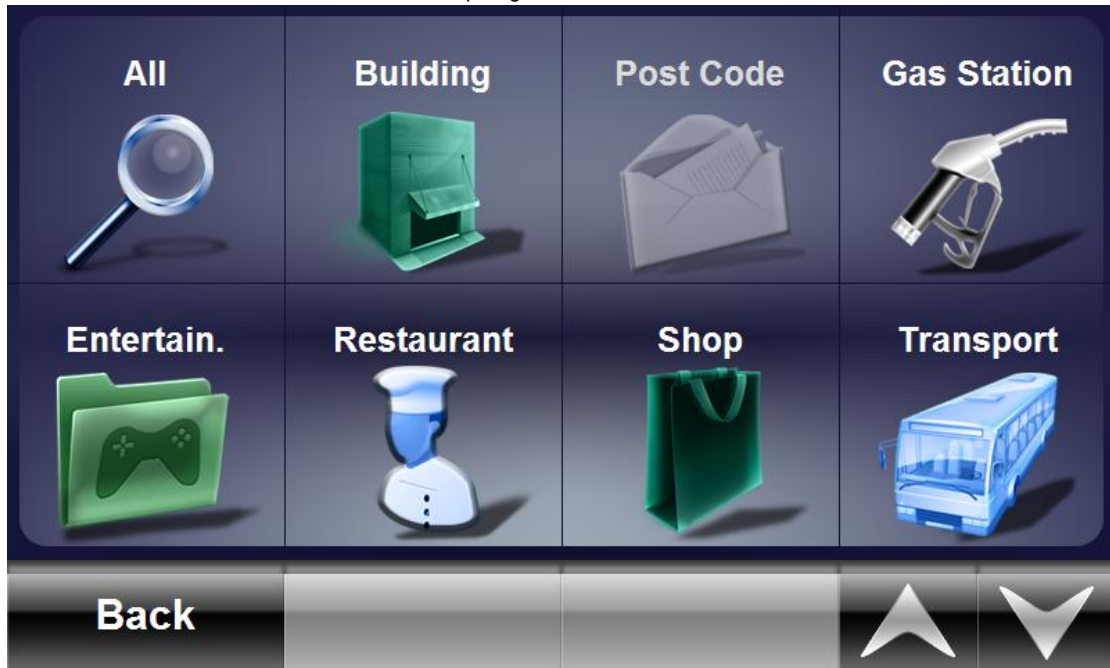 All
Building
Post Code
Gas Station
Entertain.
Restaurant
Shop
Transport
Back